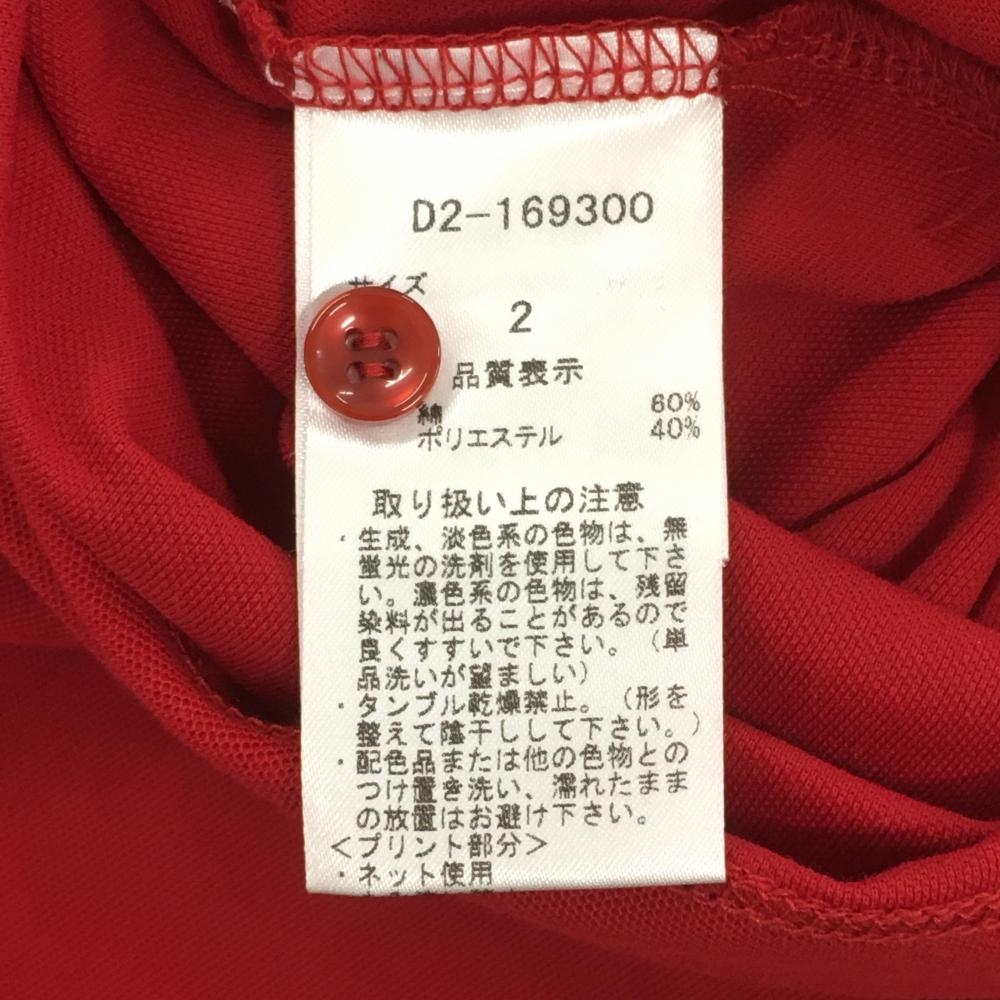 D2-169300
サイズ
2
品質表示
綿 60%
ポリエステル 40%
取り扱い上の注意
・生成、淡色系の色物は、無
蛍光の洗剤を使用して下さ
い。濃色系の色物は、残留
染料が出ることがあるので
良くすすいで下さい。（単
品洗いが望ましい）
・タンブル乾燥禁止。（形を
整えて陰干しして下さい。）
・配色品または他の色物との
つけ置き洗い、濡れたまま
の放置はお避け下さい。
＜プリント部分＞
・ネット使用